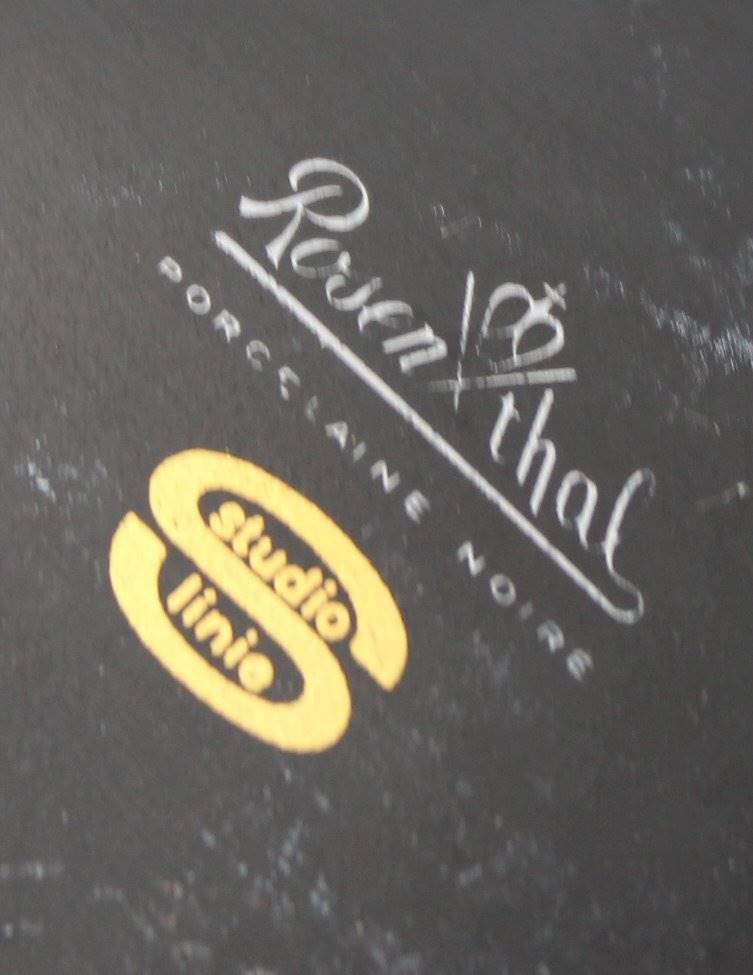 Rosenthal
PORCELAINE NOIRE
studio
linie